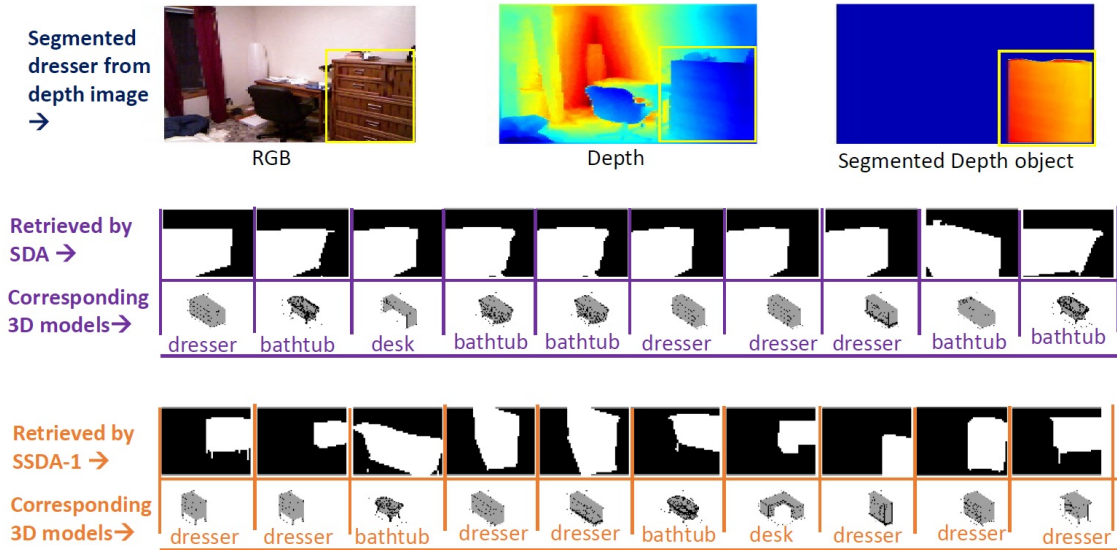 Segmented
dresser from
depth image
→
RGB
Depth
Segmented Depth object
Retrieved by
SDA →
Corresponding
3D models→
dresser
bathtub
desk
bathtub
bathtub
dresser
dresser
dresser
bathtub
bathtub
Retrieved by
SSDA-1 →
Corresponding
3D models→
dresser
dresser
bathtub
dresser
dresser
bathtub
desk
dresser
dresser
dresser